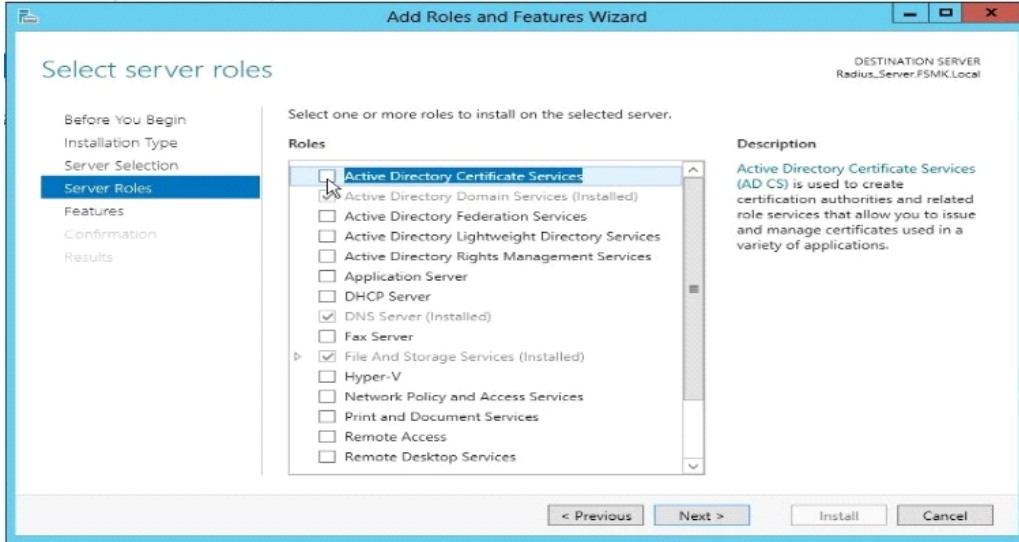 Add Roles and Features Wizard
Select server roles
DESTINATION SERVER
Radius_Server.FSMK.Local
Before You Begin
Installation Type
Server Selection
Server Roles
Features
Confirmation
Results
Select one or more roles to install on the selected server.
Roles
Active Directory Certificate Services
Active Directory Domain Services (Installed)
Active Directory Federation Services
Active Directory Lightweight Directory Services
Active Directory Rights Management Services
Application Server
DHCP Server
DNS Server (Installed)
Fax Server
File And Storage Services (Installed)
Hyper-V
Network Policy and Access Services
Print and Document Services
Remote Access
Remote Desktop Services
Description
Active Directory Certificate Services
(AD CS) is used to create
certification authorities and related
role services that allow you to issue
and manage certificates used in a
variety of applications.
< Previous
Next >
Install
Cancel